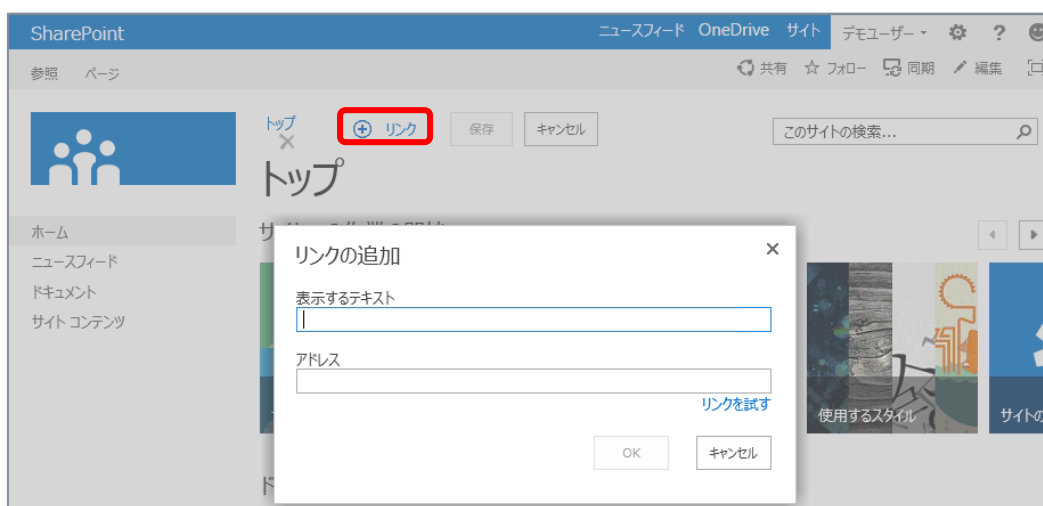 SharePoint
ニュースフィード OneDrive サイト デモユーザー ?
参照 ページ
共有 フォロー 同期 編集
トップ リンク 保存 キャンセル
このサイトの検索...
トップ
ホーム
ニュースフィード
ドキュメント
サイト コンテンツ
リンクの追加
表示するテキスト
アドレス
リンクを試す
OK キャンセル
使用するスタイル
サイトの